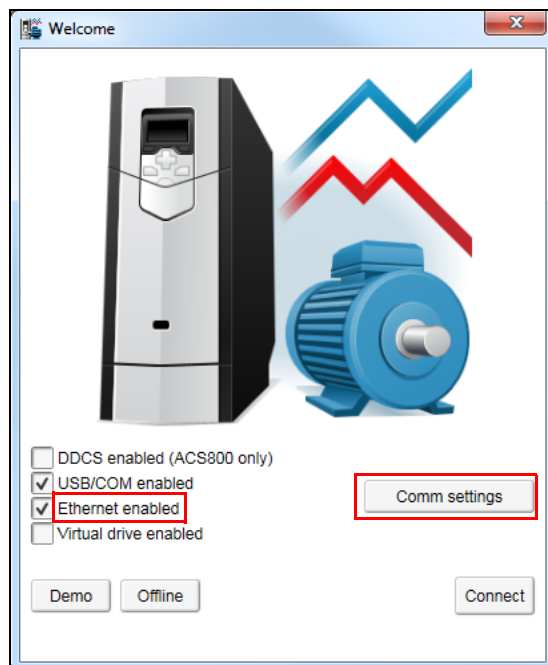 Welcome
DDCS enabled (ACS800 only)
USB/COM enabled
Ethernet enabled
Comm settings
Virtual drive enabled
Demo
Offline
Connect